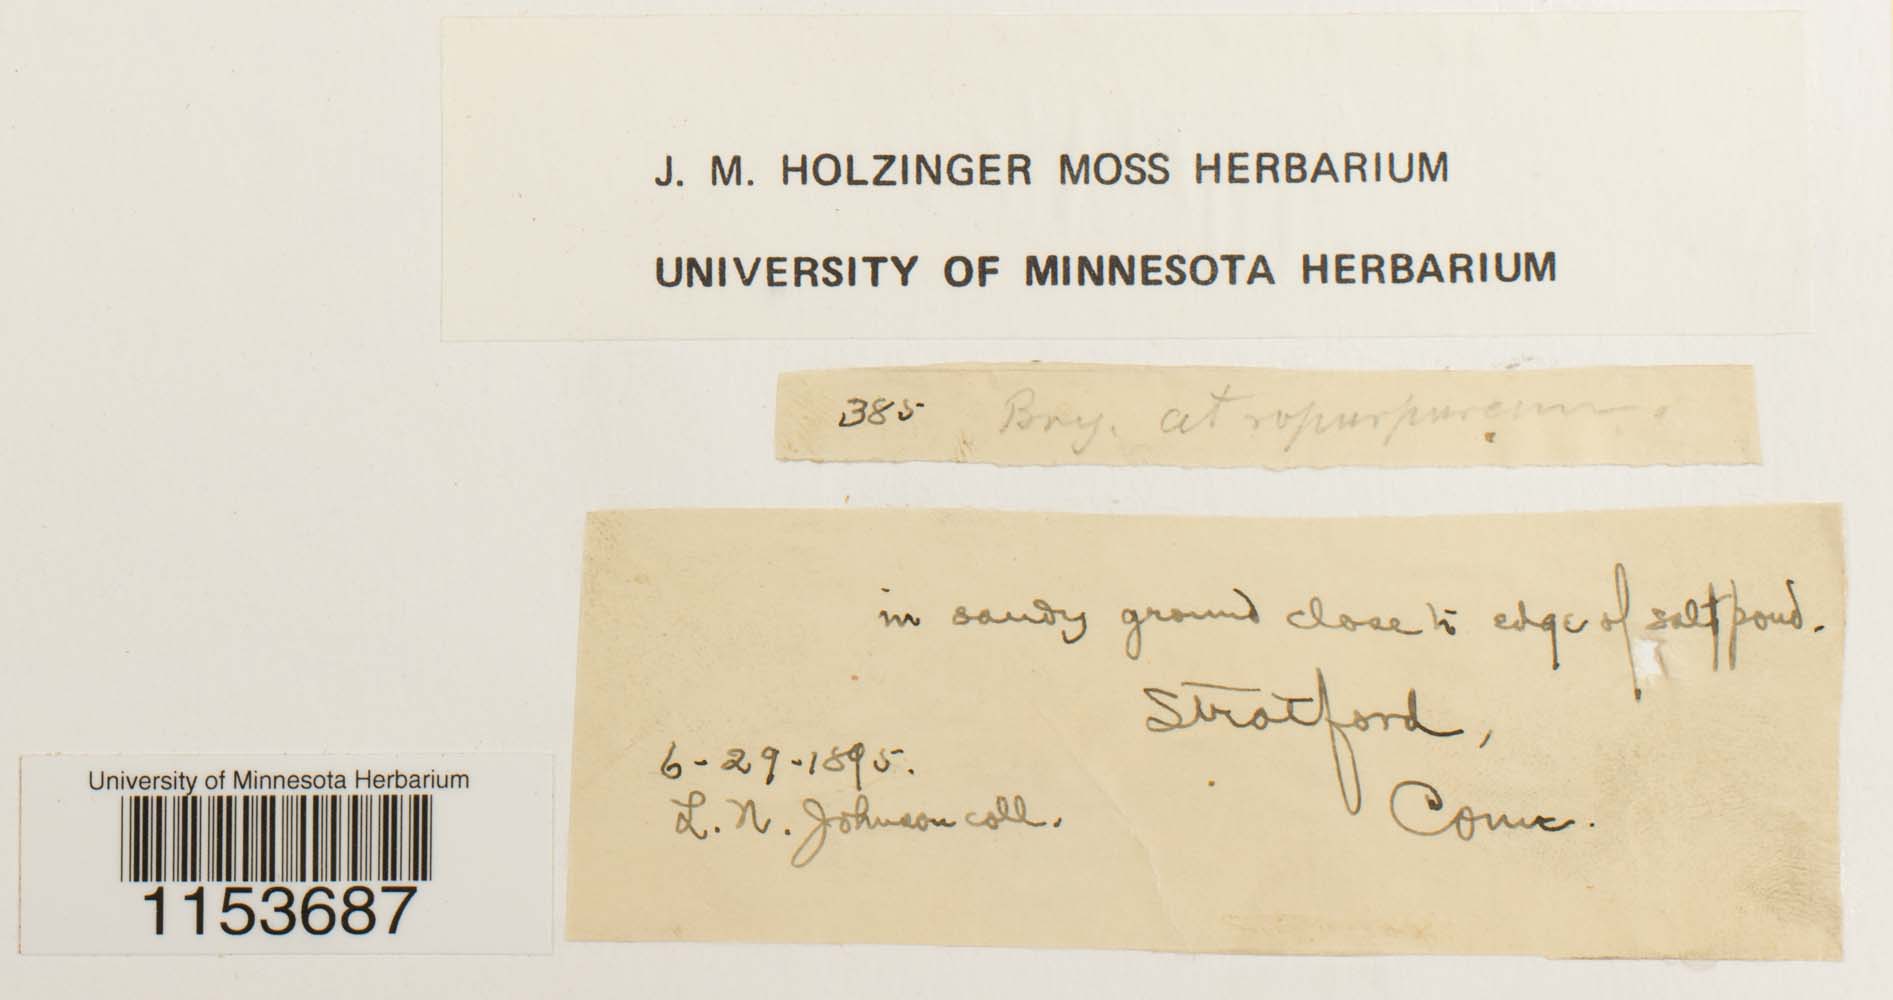 J. M. HOLZINGER MOSS HERBARIUM
UNIVERSITY OF MINNESOTA HERBARIUM
385 Bry. atropurpureum.
in sandy ground close to edge of salt pond.
Stratford,
Conn.
6-29-1895.
L. N. Johnson coll.
University of Minnesota Herbarium
1153687